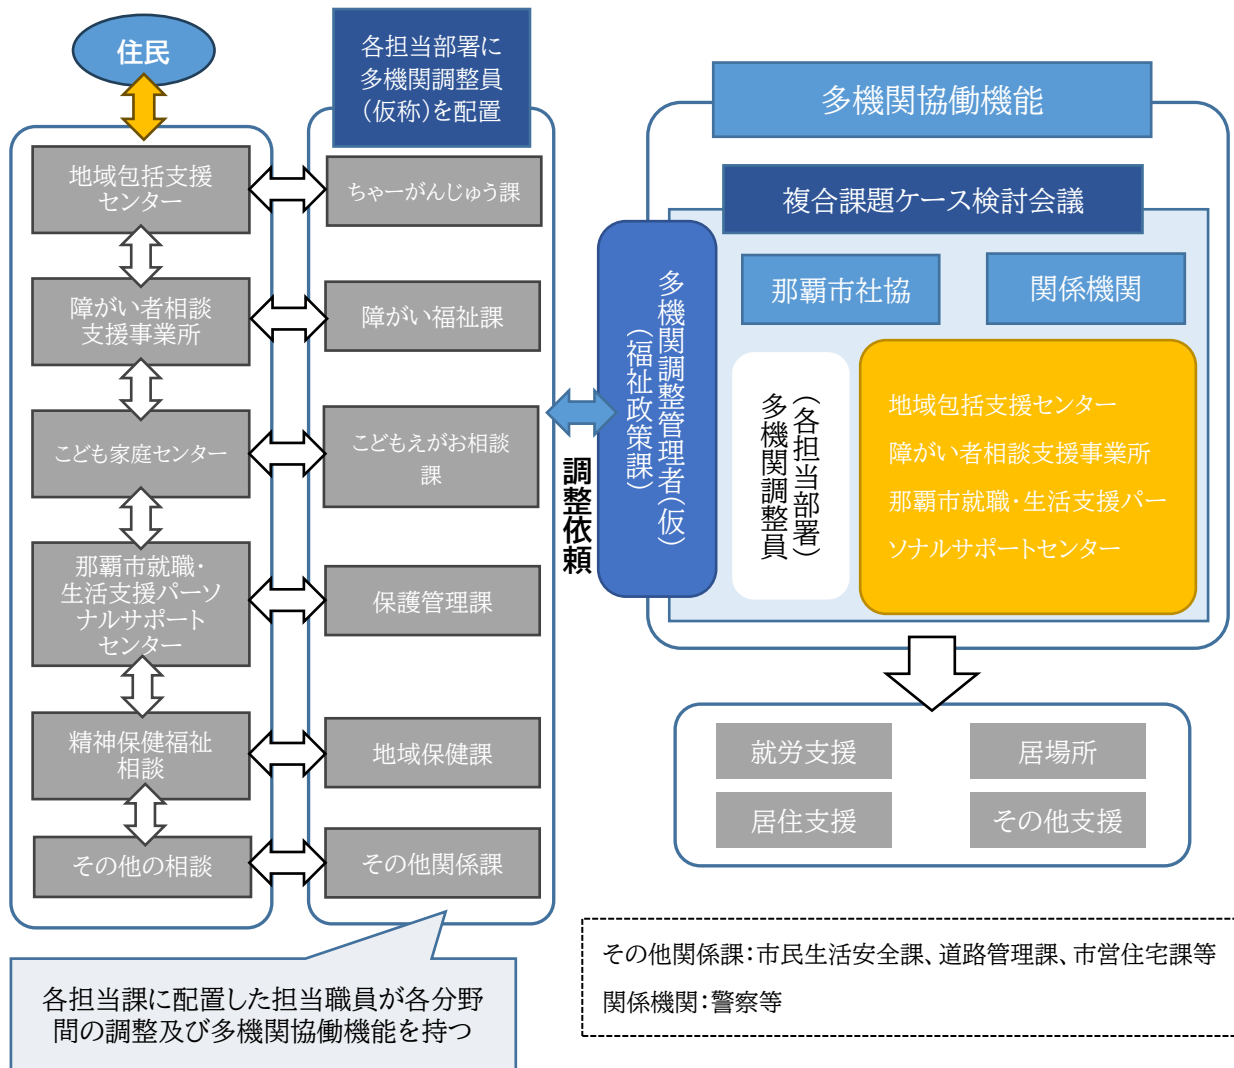 住民
各担当部署に
多機関調整員
(仮称)を配置
地域包括支援
センター
ちゃーがんじゅう課
障がい者相談
支援事業所
障がい福祉課
こども家庭センター
こどもえがお相談
課
那覇市就職・
生活支援パーソ
ナルサポート
センター
保護管理課
精神保健福祉
相談
地域保健課
その他の相談
その他関係課
各担当課に配置した担当職員が各分野
間の調整及び多機関協働機能を持つ
調整依頼
多機関調整管理者(仮)
(福祉政策課)
多機関協働機能
複合課題ケース検討会議
那覇市社協
関係機関
(各担当部署)
多機関調整員
地域包括支援センター
障がい者相談支援事業所
那覇市就職・生活支援パー
ソナルサポートセンター
就労支援
居場所
居住支援
その他支援
その他関係課:市民生活安全課、道路管理課、市営住宅課等
関係機関:警察等